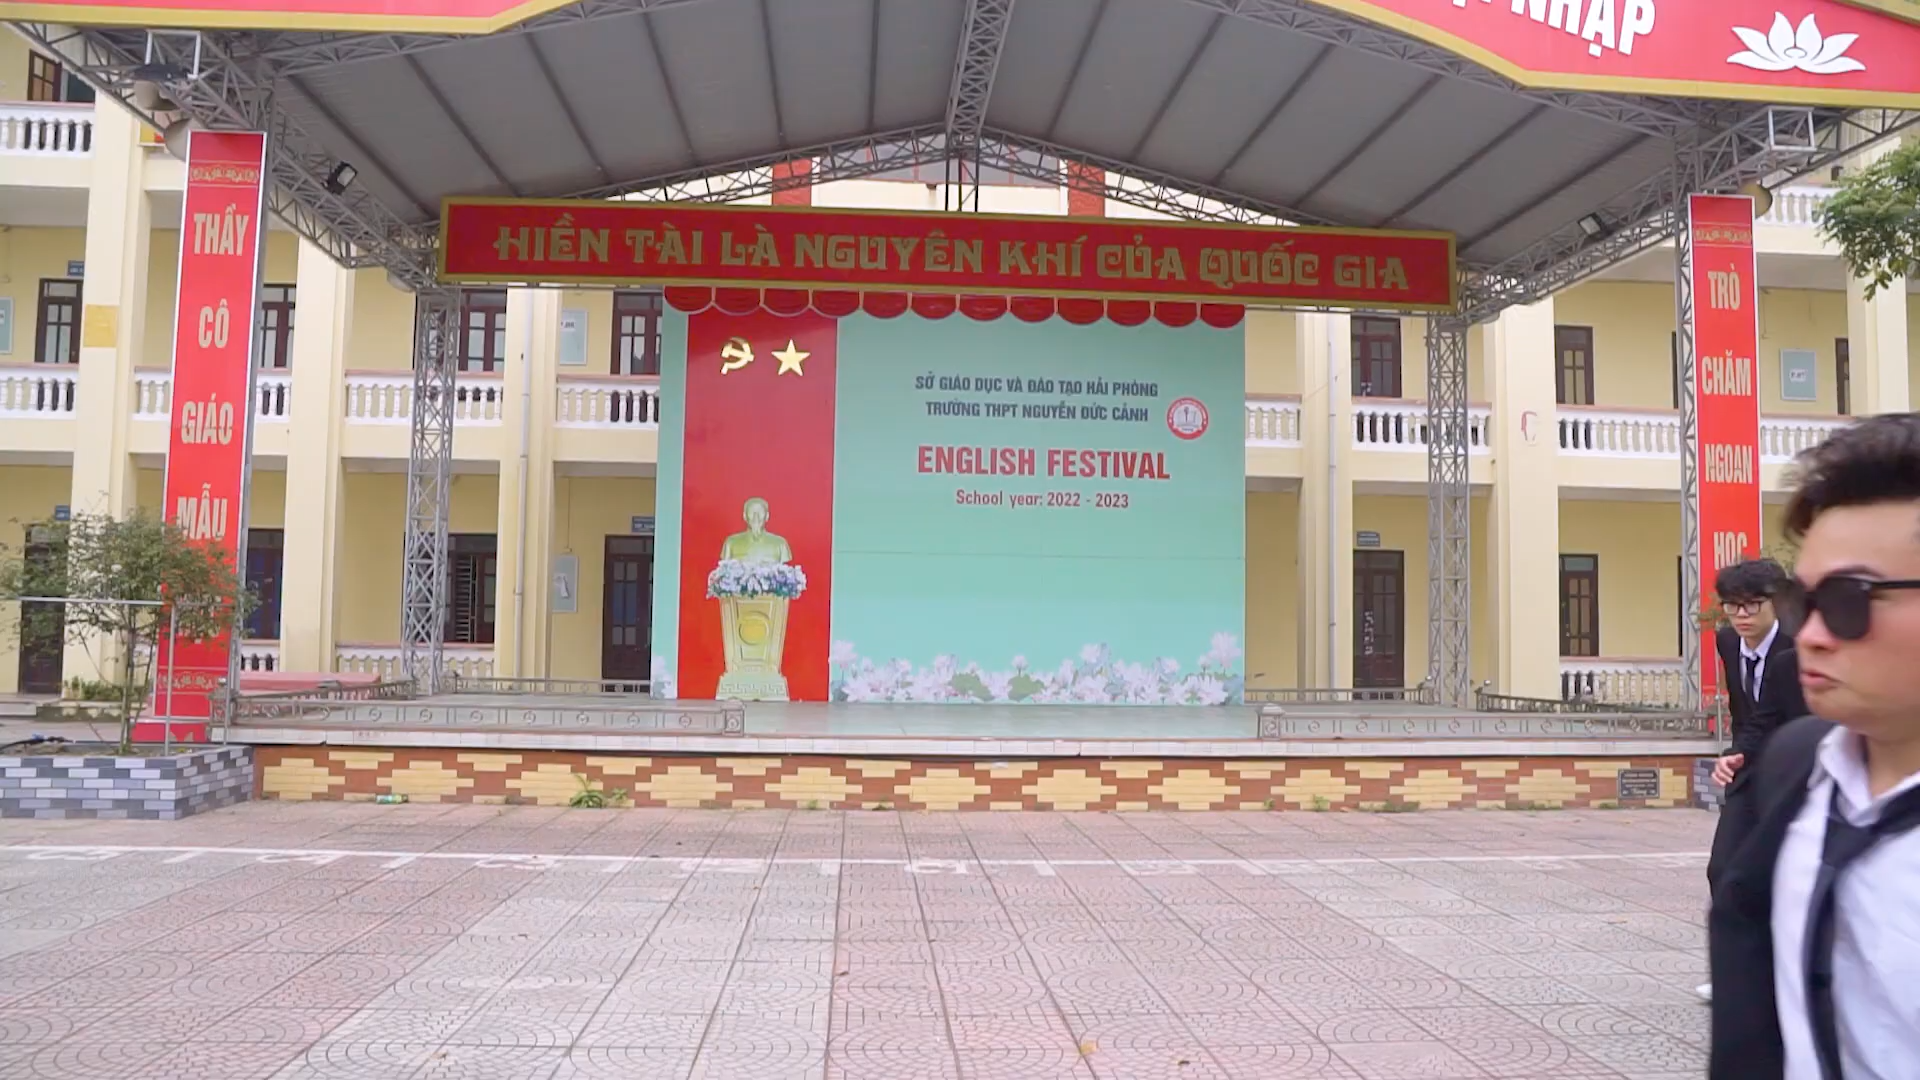 NHẬP
HIỀN TÀI LÀ NGUYÊN KHÍ CỦA QUỐC GIA
THẦY
CÔ
GIÁO
MẪU
SỞ GIÁO DỤC VÀ ĐÀO TẠO HẢI PHÒNG
TRƯỜNG THPT NGUYỄN ĐỨC CẢNH
ENGLISH FESTIVAL
School year: 2022 - 2023
TRÒ
CHĂM
NGOAN
HỌC